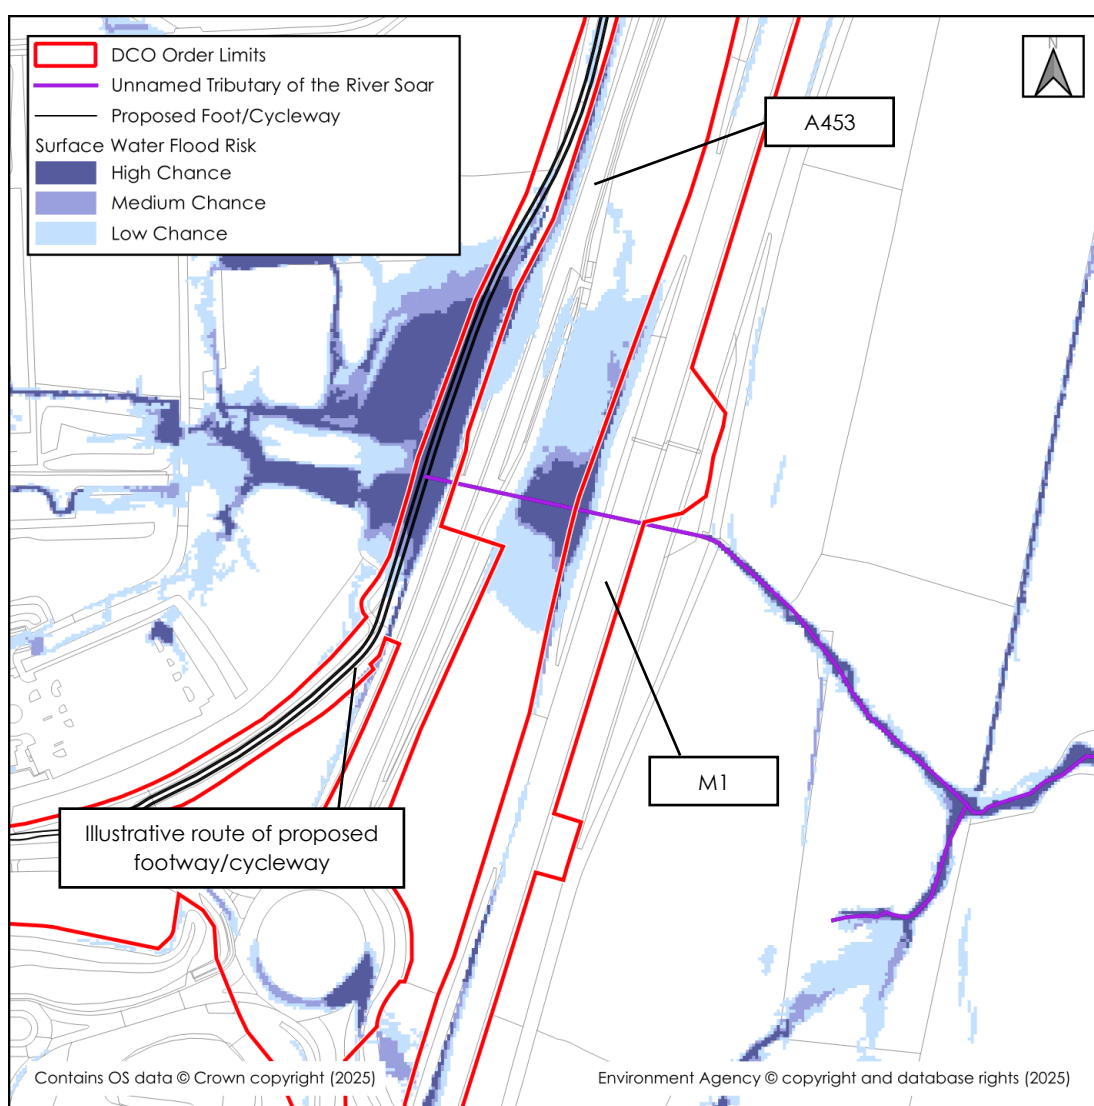 DCO Order Limits
Unnamed Tributary of the River Soar
Proposed Foot/Cycleway
Surface Water Flood Risk
High Chance
Medium Chance
Low Chance
N
A453
M1
Illustrative route of proposed
footway/cycleway
Contains OS data © Crown copyright (2025)
Environment Agency © copyright and database rights (2025)